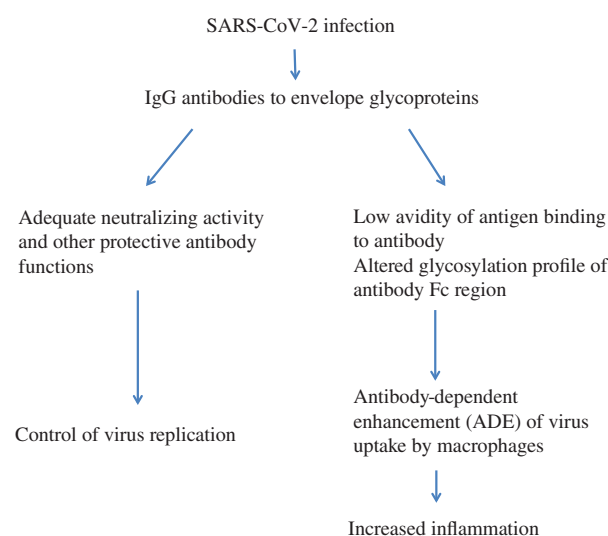 SARS-CoV-2 infection
IgG antibodies to envelope glycoproteins
Adequate neutralizing activity
and other protective antibody
functions
Control of virus replication
Low avidity of antigen binding
to antibody
Altered glycosylation profile of
antibody Fc region
Antibody-dependent
enhancement (ADE) of virus
uptake by macrophages
Increased inflammation